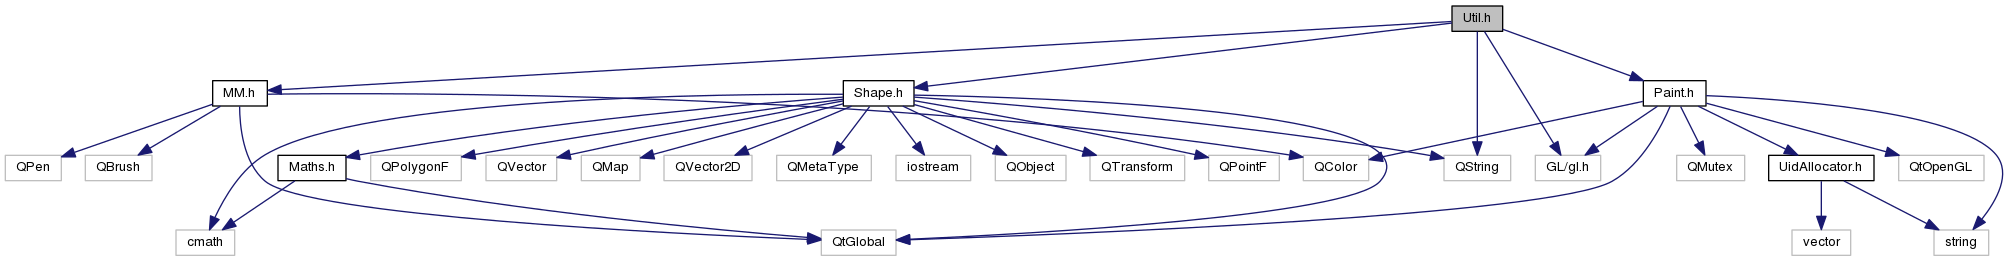 Util.h
MM.h
Shape.h
Paint.h
QPen
QBrush
Maths.h
QPolygonF
QVector
QMap
QVector2D
QMetaType
iostream
QObject
QTransform
QPointF
QColor
QString
GL/gl.h
QMutex
UidAllocator.h
QtOpenGL
cmath
QtGlobal
vector
string